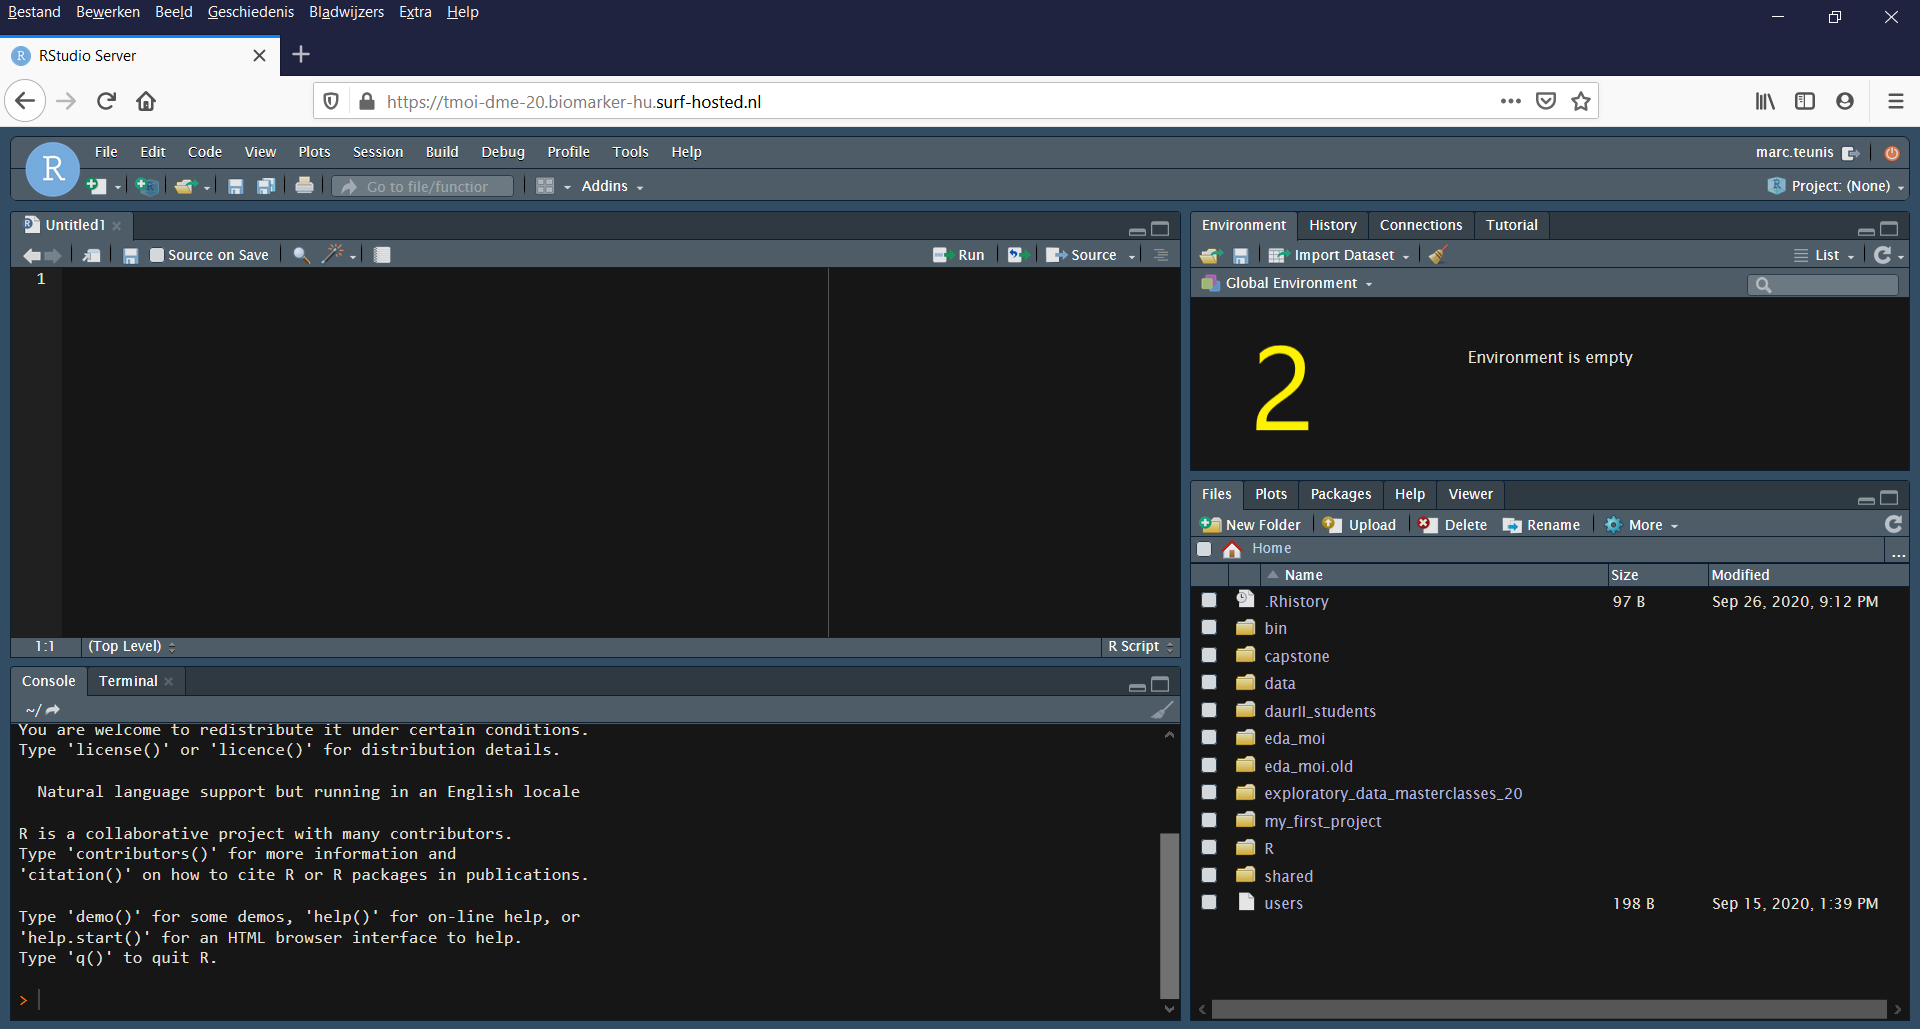 Bestand Bewerken Beeld Geschiedenis Bladwijzers Extra Help
R RStudio Server
https://tmoi-dme-20.biomarker-hu.surf-hosted.nl
R File Edit Code View Plots Session Build Debug Profile Tools Help marc.teunis
Go to file/function Addins Project: (None)
Untitled1
Source on Save Run Source
1
1:1 (Top Level) R Script
Console Terminal
~/
You are welcome to redistribute it under certain conditions.
Type 'license()' or 'licence()' for distribution details.
Natural language support but running in an English locale
R is a collaborative project with many contributors.
Type 'contributors()' for more information and
'citation()' on how to cite R or R packages in publications.
Type 'demo()' for some demos, 'help()' for on-line help, or
'help.start()' for an HTML browser interface to help.
Type 'q()' to quit R.
>
Environment History Connections Tutorial
Import Dataset List
Global Environment
2
Environment is empty
Files Plots Packages Help Viewer
New Folder Upload Delete Rename More
Home ...
Name Size Modified
.Rhistory 97 B Sep 26, 2020, 9:12 PM
bin
capstone
data
daurII_students
eda_moi
eda_moi.old
exploratory_data_masterclasses_20
my_first_project
R
shared
users 198 B Sep 15, 2020, 1:39 PM